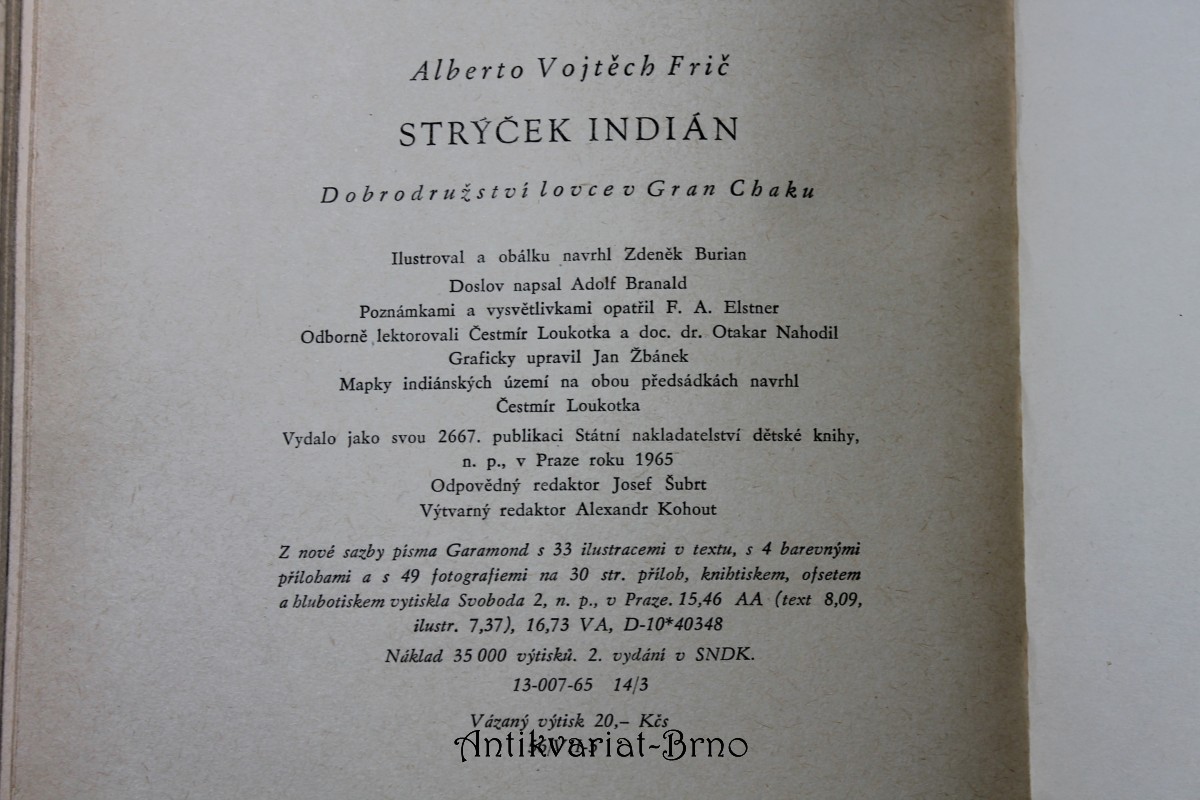 Alberto Vojtěch Frič
STRÝČEK INDIÁN
Dobrodružství lovce v Gran Chaku
Ilustroval a obálku navrhl Zdeněk Burian
Doslov napsal Adolf Branald
Poznámkami a vysvětlivkami opatřil F. A. Elstner
Odborně lektorovali Čestmír Loukotka a doc. dr. Otakar Nahodil
Graficky upravil Jan Žbánek
Mapky indiánských území na obou předsádkách navrhl
Čestmír Loukotka
Vydalo jako svou 2667. publikaci Státní nakladatelství dětské knihy,
n. p., v Praze roku 1965
Odpovědný redaktor Josef Šubrt
Výtvarný redaktor Alexandr Kohout
Z nové sazby písma Garamond s 33 ilustracemi v textu, s 4 barevnými
přílohami a s 49 fotografiemi na 30 str. příloh, knihtiskem, ofsetem
a hlubotiskem vytiskla Svoboda 2, n. p., v Praze. 15,46 AA (text 8,09,
ilustr. 7,37), 16,73 VA, D-10*40348
Náklad 35 000 výtisků. 2. vydání v SNDK.
13-007-65 14/3
Vázaný výtisk 20,– Kčs
Antikvariat-Brno